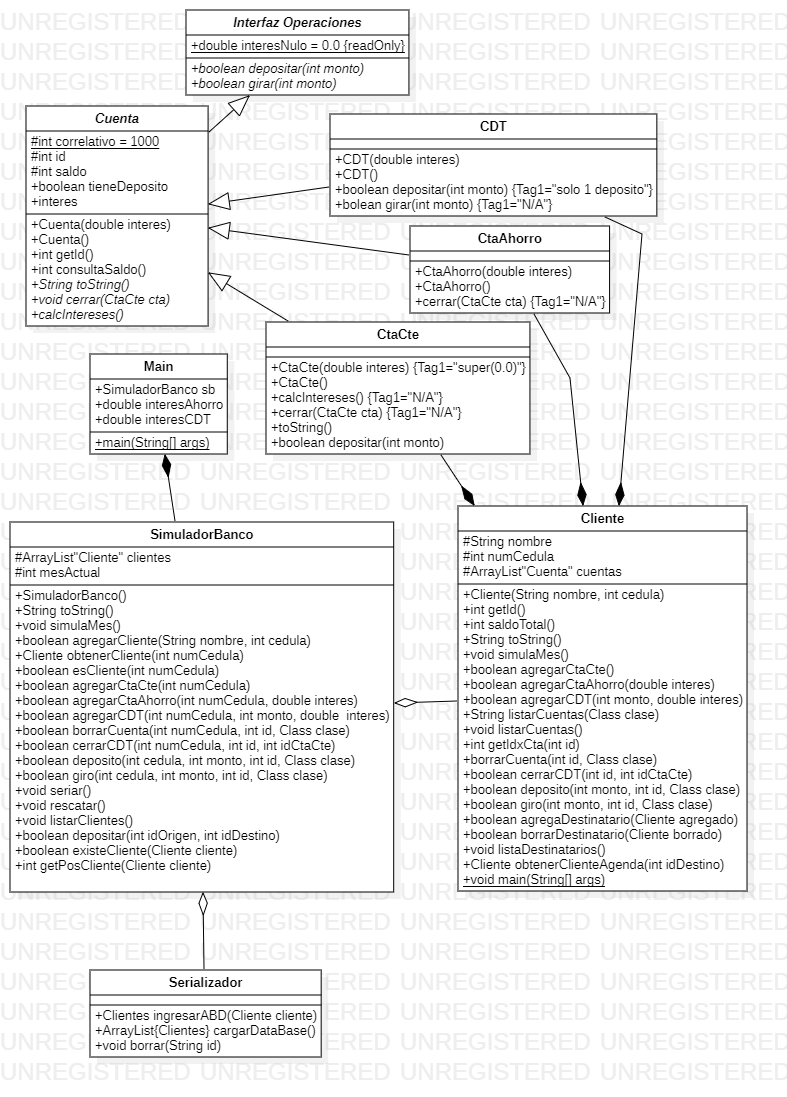 Interfaz Operaciones
+double interesNulo = 0.0 {readOnly}
+boolean depositar(int monto)
+boolean girar(int monto)
Cuenta
#int correlativo = 1000
#int id
#int saldo
+boolean tieneDeposito
+interes
+Cuenta(double interes)
+Cuenta()
+int getId()
+int consultaSaldo()
+String toString()
+void cerrar(CtaCte cta)
+calcIntereses()
CDT
+CDT(double interes)
+CDT()
+boolean depositar(int monto) {Tag1="solo 1 deposito"}
+bolean girar(int monto) {Tag1="N/A"}
CtaAhorro
+CtaAhorro(double interes)
+CtaAhorro()
+cerrar(CtaCte cta) {Tag1="N/A"}
CtaCte
+CtaCte(double interes) {Tag1="super(0.0)"}
+CtaCte()
+calcIntereses() {Tag1="N/A"}
+cerrar(CtaCte cta) {Tag1="N/A"}
+toString()
+boolean depositar(int monto)
Main
+SimuladorBanco sb
+double interesAhorro
+double interesCDT
+main(String[] args)
SimuladorBanco
#ArrayList"Cliente" clientes
#int mesActual
+SimuladorBanco()
+String toString()
+void simulaMes()
+boolean agregarCliente(String nombre, int cedula)
+Cliente obtenerCliente(int numCedula)
+boolean esCliente(int numCedula)
+boolean agregarCtaCte(int numCedula)
+boolean agregarCtaAhorro(int numCedula, double interes)
+boolean agregarCDT(int numCedula, int monto, double interes)
+boolean borrarCuenta(int numCedula, int id, Class clase)
+boolean cerrarCDT(int numCedula, int id, int idCtaCte)
+boolean deposito(int cedula, int monto, int id, Class clase)
+boolean giro(int cedula, int monto, int id, Class clase)
+void seriar()
+void rescatar()
+void listarClientes()
+boolean depositar(int idOrigen, int idDestino)
+boolean existeCliente(Cliente cliente)
+int getPosCliente(Cliente cliente)
Cliente
#String nombre
#int numCedula
#ArrayList"Cuenta" cuentas
+Cliente(String nombre, int cedula)
+int getId()
+int saldoTotal()
+String toString()
+void simulaMes()
+boolean agregarCtaCte()
+boolean agregarCtaAhorro(double interes)
+boolean agregarCDT(int monto, double interes)
+String listarCuentas(Class clase)
+void listarCuentas()
+int getIdxCta(int id)
+borrarCuenta(int id, Class clase)
+boolean cerrarCDT(int id, int idCtaCte)
+boolean deposito(int monto, int id, Class clase)
+boolean giro(int monto, int id, Class clase)
+boolean agregaDestinatario(Cliente agregado)
+boolean borrarDestinatario(Cliente borrado)
+void listaDestinatarios()
+Cliente obtenerClienteAgenda(int idDestino)
+void main(String[] args)
Serializador
+Clientes ingresarABD(Cliente cliente)
+ArrayList{Clientes} cargarDataBase()
+void borrar(String id)